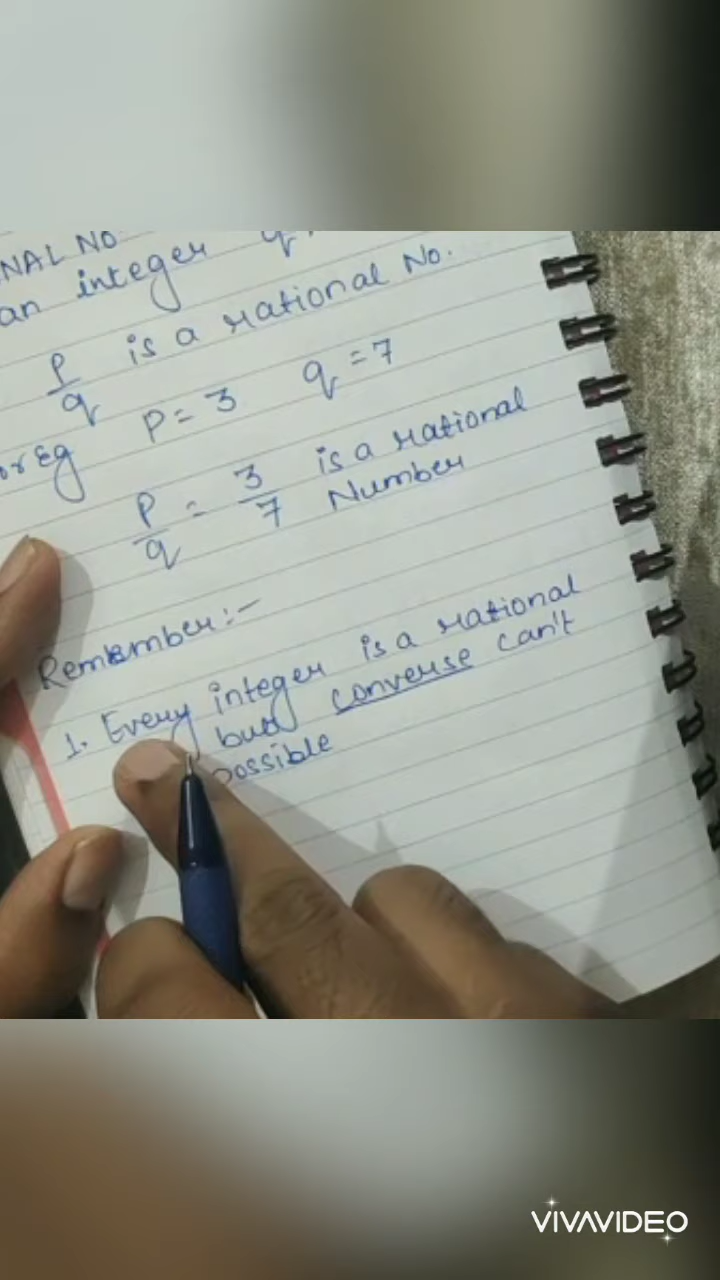 NAL NO.
an integer q,
p/q is a rational No.
or Eg p = 3 q = 7
p/q = 3/7 is a rational
Number
Remember :-
1. Every integer is a rational
but converse can't
possible
VIVAVIDEO